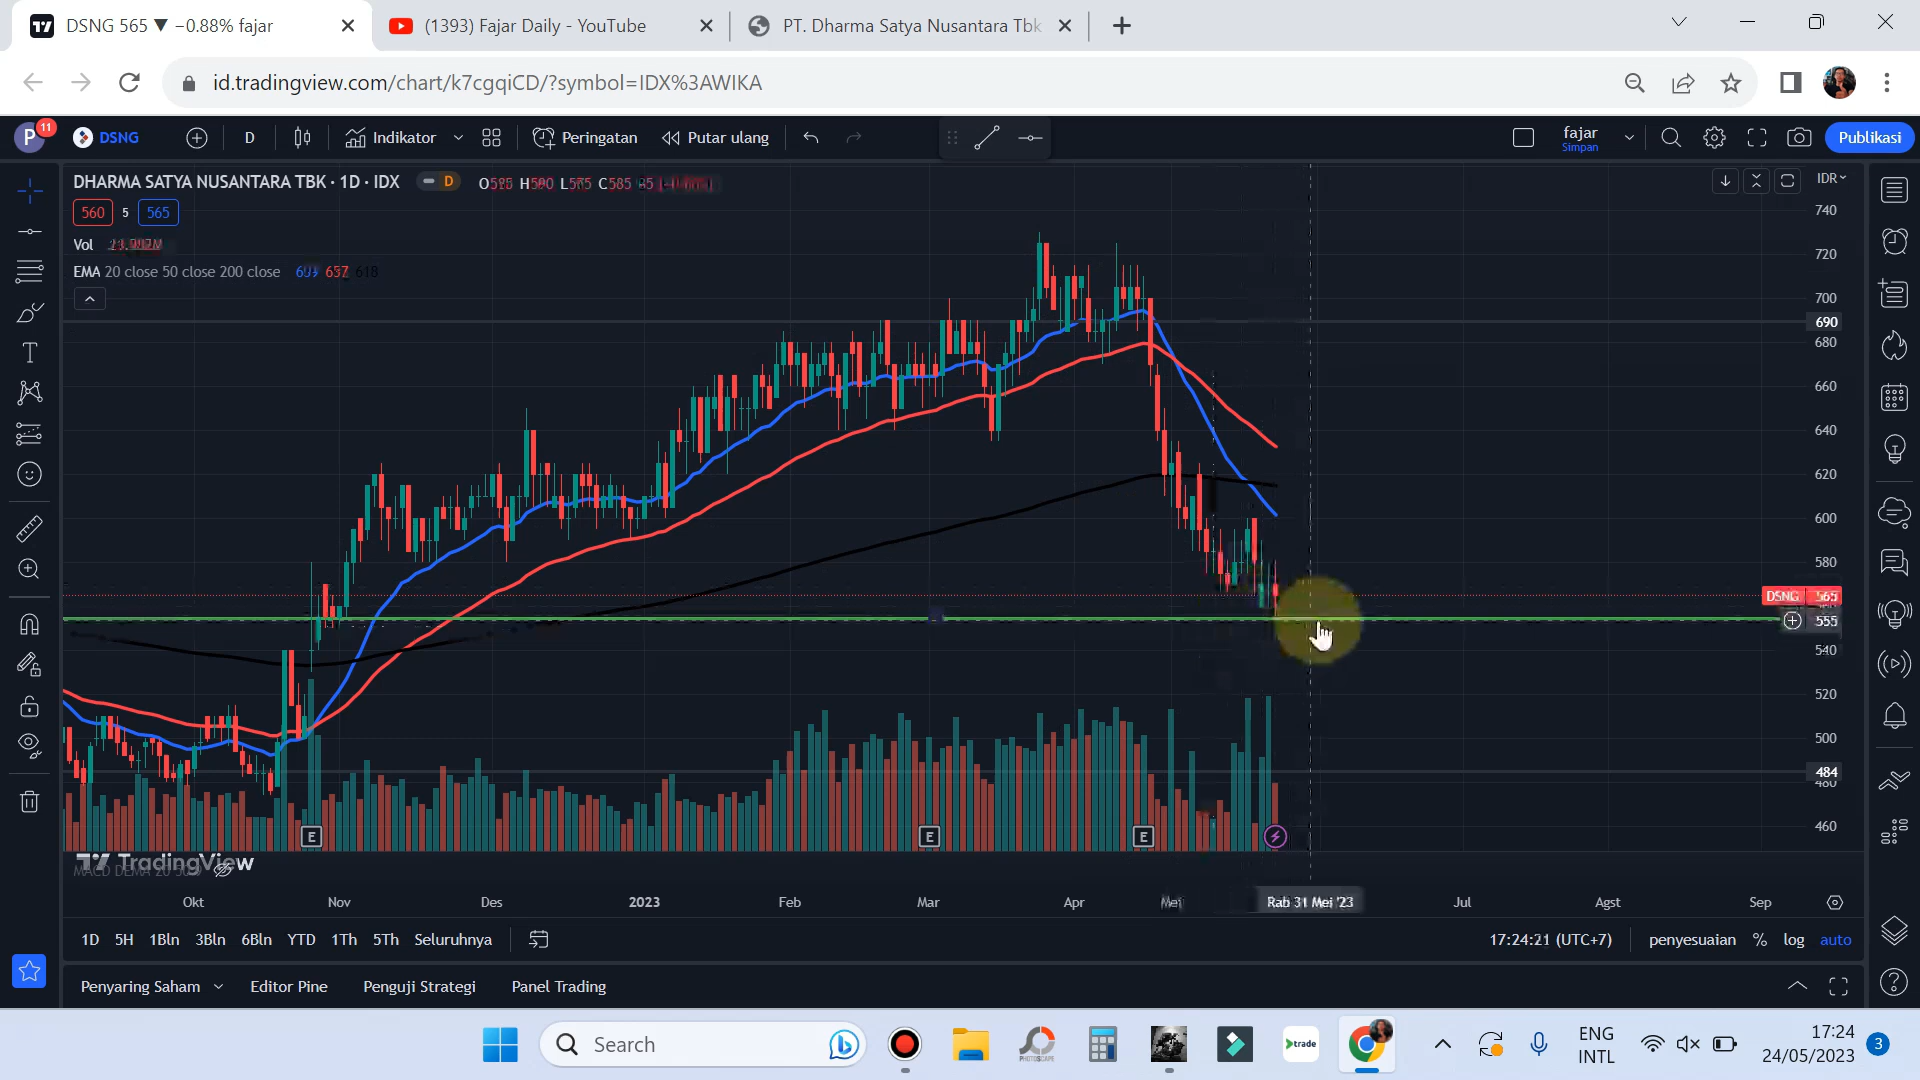 DSNG 565 ▼ −0.88% fajar
(1393) Fajar Daily - YouTube
PT. Dharma Satya Nusantara Tbk
id.tradingview.com/chart/k7cgqiCD/?symbol=IDX%3AWIKA
P 11
DSNG
D
Indikator
Peringatan
Putar ulang
fajar
Simpan
Publikasi
DHARMA SATYA NUSANTARA TBK · 1D · IDX
D
IDR
560 5 565
Vol
EMA 20 close 50 close 200 close
740
720
700
690
680
660
640
620
600
580
DSNG 565
555
540
520
500
484
480
460
E
E
E
TradingView
Okt
Nov
Des
2023
Feb
Mar
Apr
Mei
Rab 31 Mei '23
Jul
Agst
Sep
1D 5H 1Bln 3Bln 6Bln YTD 1Th 5Th Seluruhnya
17:24:21 (UTC+7)
penyesuaian % log auto
Penyaring Saham
Editor Pine
Penguji Strategi
Panel Trading
Search
PHOTOSCAPE
trade
ENG
INTL
17:24
24/05/2023
3